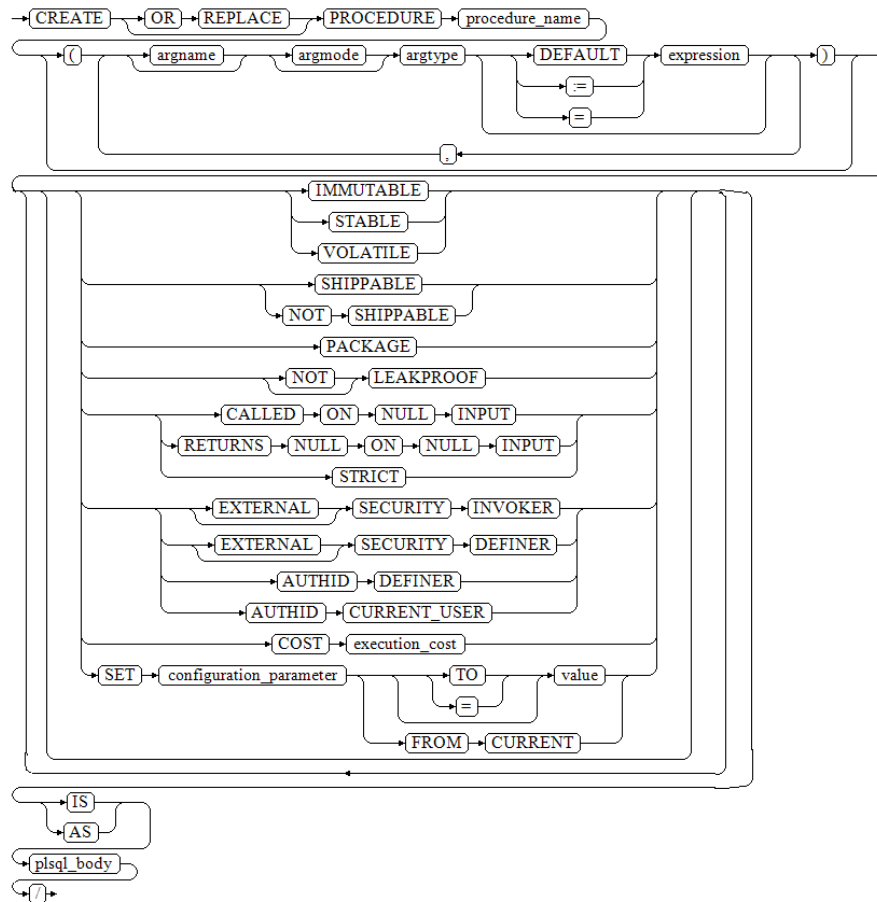 CREATE OR REPLACE PROCEDURE procedure_name
( argname argmode argtype DEFAULT expression )
:=
=
,
IMMUTABLE
STABLE
VOLATILE
SHIPPABLE
NOT SHIPPABLE
PACKAGE
NOT LEAKPROOF
CALLED ON NULL INPUT
RETURNS NULL ON NULL INPUT
STRICT
EXTERNAL SECURITY INVOKER
EXTERNAL SECURITY DEFINER
AUTHID DEFINER
AUTHID CURRENT_USER
COST execution_cost
SET configuration_parameter TO value
=
FROM CURRENT
IS
AS
plsql_body
/